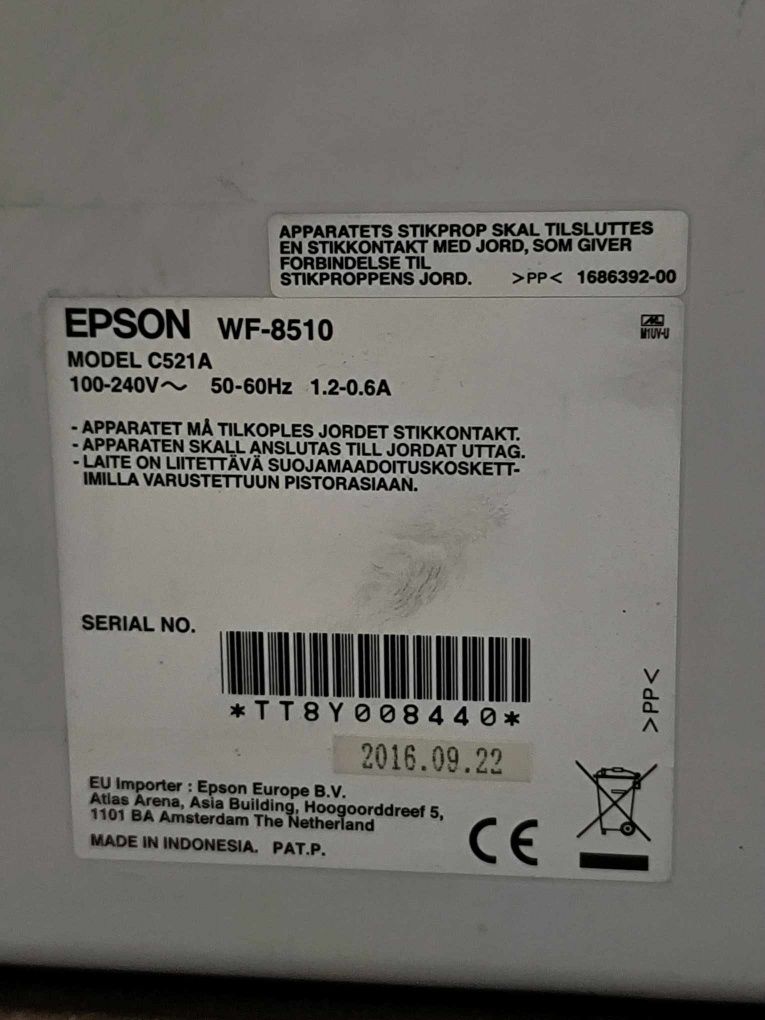 APPARATETS STIKPROP SKAL TILSLUTTES
EN STIKKONTAKT MED JORD, SOM GIVER
FORBINDELSE TIL
STIKPROPPENS JORD. >PP< 1686392-00
EPSON WF-8510
M1UV-U
MODEL C521A
100-240V~ 50-60Hz 1.2-0.6A
- APPARATET MÅ TILKOPLES JORDET STIKKONTAKT.
- APPARATEN SKALL ANSLUTAS TILL JORDAT UTTAG.
- LAITE ON LIITETTÄVÄ SUOJAMAADOITUSKOSKETT-
IMILLA VARUSTETTUUN PISTORASIAAN.
SERIAL NO.
*TT8Y008440*
>PP<
2016.09.22
EU Importer : Epson Europe B.V.
Atlas Arena, Asia Building, Hoogoorddreef 5,
1101 BA Amsterdam The Netherland
MADE IN INDONESIA. PAT.P.
CE